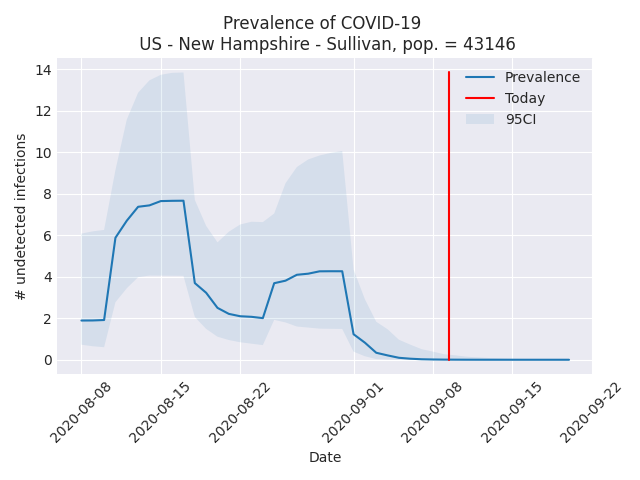 Prevalence of COVID-19
US - New Hampshire - Sullivan, pop. = 43146
Prevalence
Today
95CI
# undetected infections
14
12
10
8
6
4
2
0
2020-08-08
2020-08-15
2020-08-22
2020-09-01
2020-09-08
2020-09-15
2020-09-22
Date